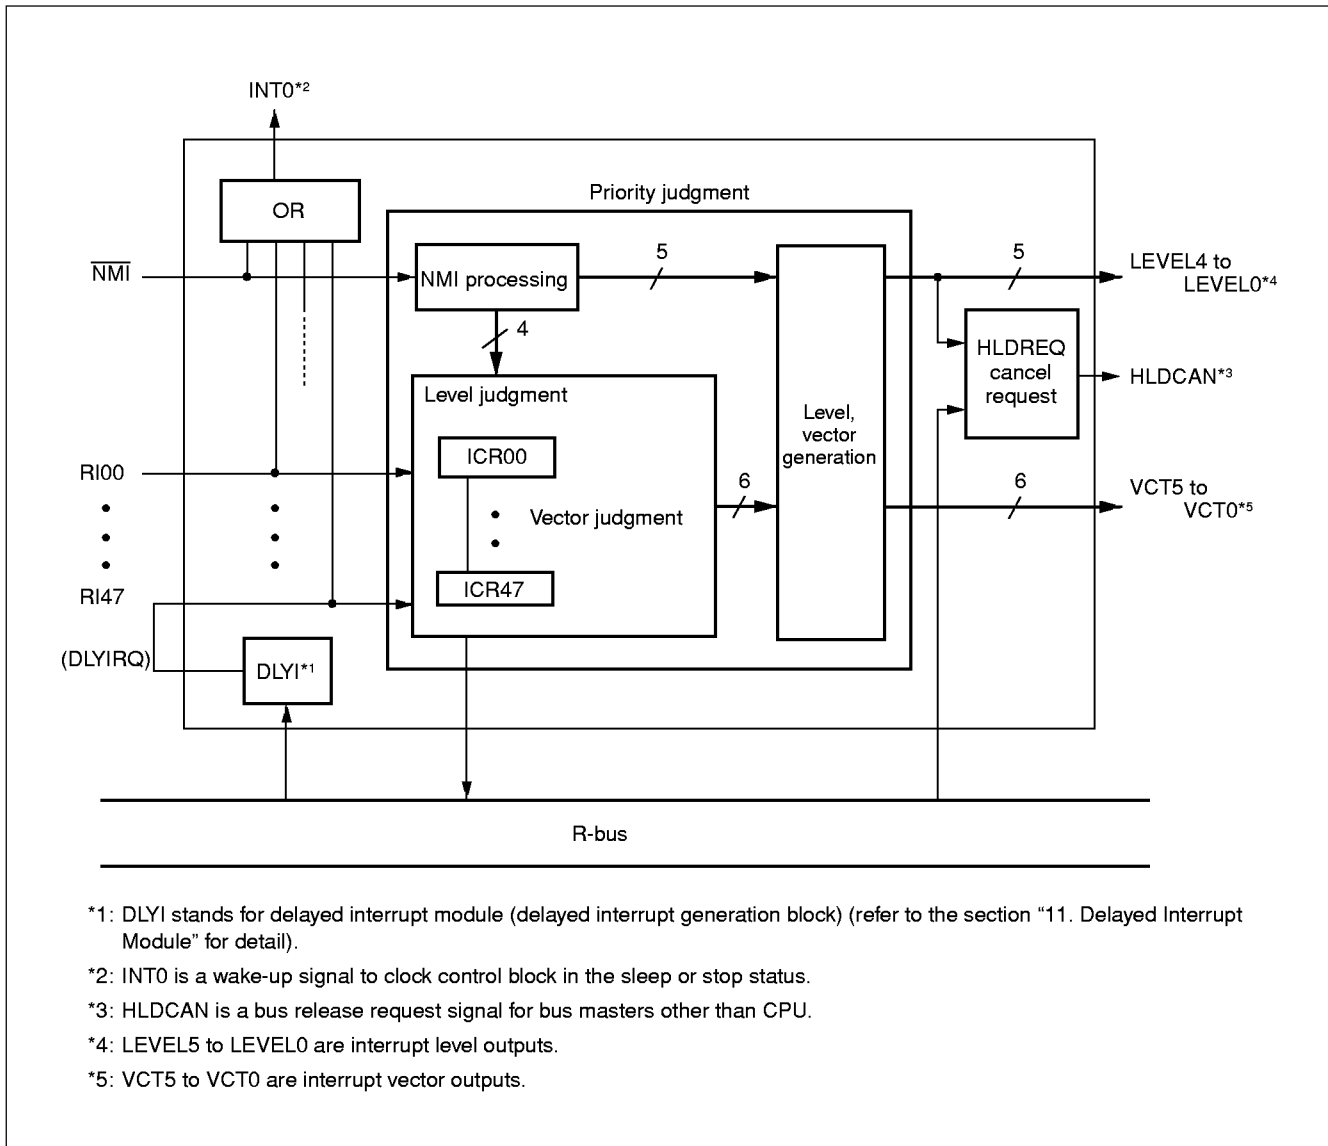 INT0*2
OR
Priority judgment
NMI
NMI processing
5
5
LEVEL4 to
LEVEL0*4
4
HLDREQ
cancel
request
HLDCAN*3
Level judgment
Level,
vector
generation
ICR00
RI00
6
6
VCT5 to
VCT0*5
Vector judgment
ICR47
RI47
(DLYIRQ)
DLYI*1
R-bus
*1: DLYI stands for delayed interrupt module (delayed interrupt generation block) (refer to the section “11. Delayed Interrupt
Module” for detail).
*2: INT0 is a wake-up signal to clock control block in the sleep or stop status.
*3: HLDCAN is a bus release request signal for bus masters other than CPU.
*4: LEVEL5 to LEVEL0 are interrupt level outputs.
*5: VCT5 to VCT0 are interrupt vector outputs.